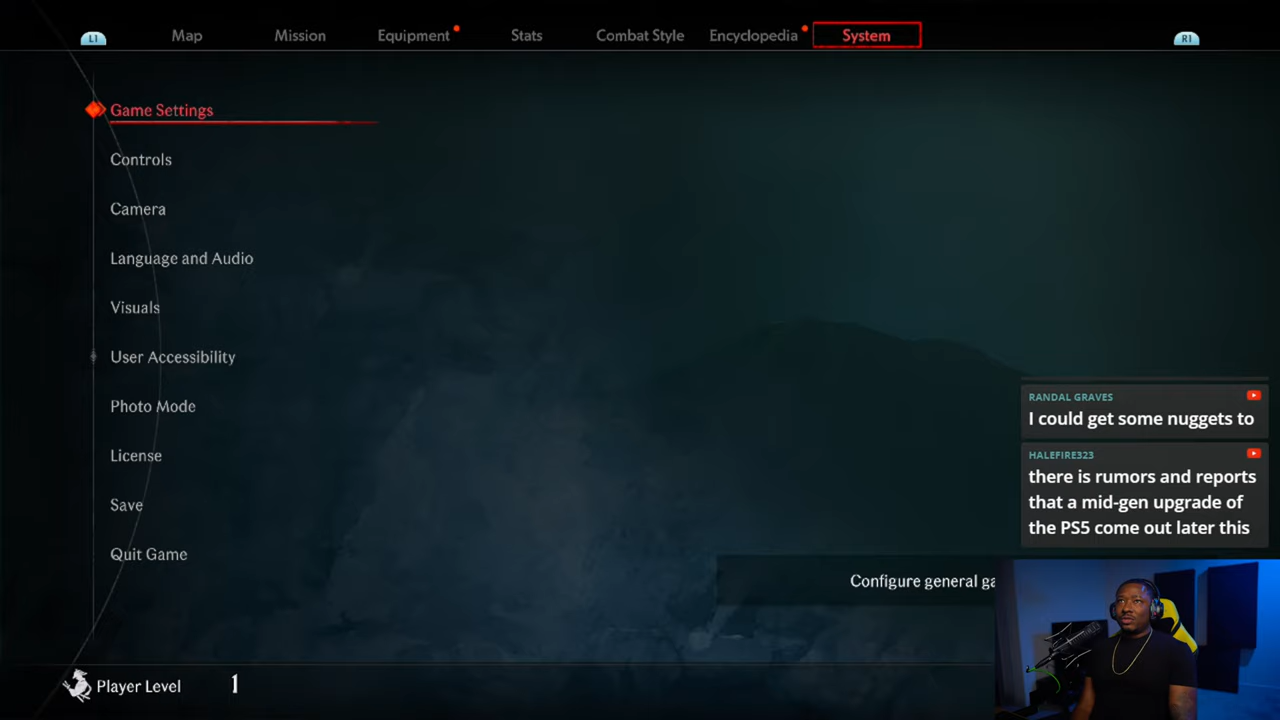 L1
Map
Mission
Equipment
Stats
Combat Style
Encyclopedia
System
R1
Game Settings
Controls
Camera
Language and Audio
Visuals
User Accessibility
Photo Mode
License
Save
Quit Game
RANDAL GRAVES
I could get some nuggets to
HALEFIRE323
there is rumors and reports
that a mid-gen upgrade of
the PS5 come out later this
Configure general ga
Player Level 1